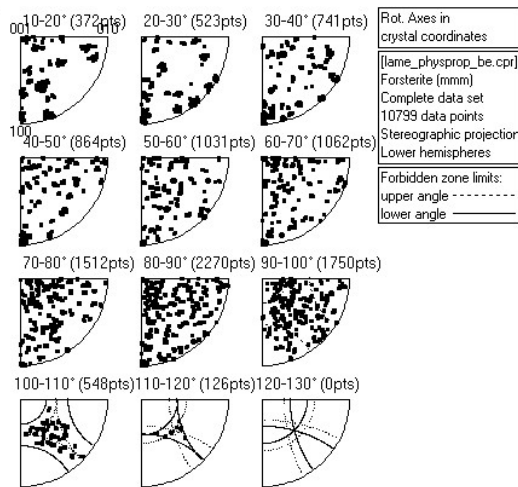 10-20° (372pts) 20-30° (523pts) 30-40° (741pts)
001 010
100
40-50° (864pts) 50-60° (1031pts) 60-70° (1062pts)
70-80° (1512pts) 80-90° (2270pts) 90-100° (1750pts)
100-110° (548pts) 110-120° (126pts) 120-130° (0pts)
Rot. Axes in
crystal coordinates
[lame_physprop_be.cpr]
Forsterite (mmm)
Complete data set
10799 data points
Stereographic projection
Lower hemispheres
Forbidden zone limits:
upper angle
lower angle